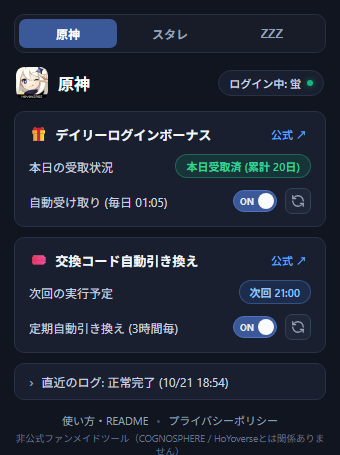 原神 スタレ ZZZ
原神 ログイン中: 蛍
デイリーログインボーナス 公式 ↗
本日の受取状況 本日受取済 (累計 20日)
自動受け取り (毎日 01:05) ON
交換コード自動引き換え 公式 ↗
次回の実行予定 次回 21:00
定期自動引き換え (3時間毎) ON
› 直近のログ: 正常完了 (10/21 18:54)
使い方・README • プライバシーポリシー
非公式ファンメイドツール（COGNOSPHERE / HoYoverseとは関係ありま
せん）